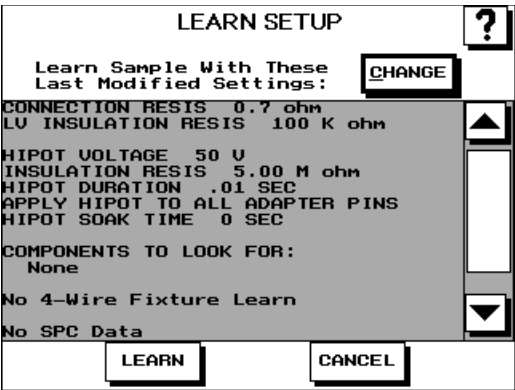 LEARN SETUP
?
Learn Sample With These
Last Modified Settings:
CHANGE
CONNECTION RESIS 0.7 ohm
LV INSULATION RESIS 100 K ohm
HIPOT VOLTAGE 50 V
INSULATION RESIS 5.00 M ohm
HIPOT DURATION .01 SEC
APPLY HIPOT TO ALL ADAPTER PINS
HIPOT SOAK TIME 0 SEC
COMPONENTS TO LOOK FOR:
None
No 4-Wire Fixture Learn
No SPC Data
LEARN
CANCEL